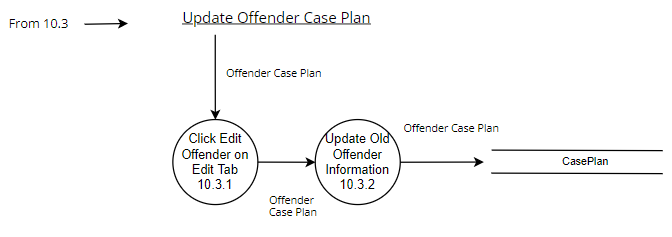 From 10.3
Update Offender Case Plan
Offender Case Plan
Click Edit
Offender on
Edit Tab
10.3.1
Update Old
Offender
Information
10.3.2
Offender Case Plan
CasePlan
Offender
Case Plan